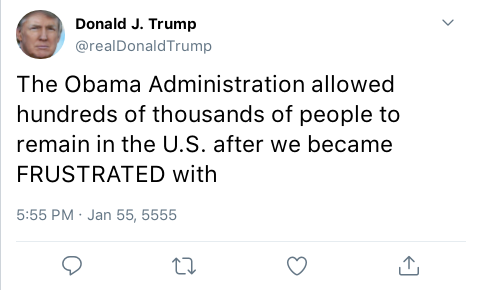 Donald J. Trump
@realDonaldTrump
The Obama Administration allowed
hundreds of thousands of people to
remain in the U.S. after we became
FRUSTRATED with
5:55 PM · Jan 55, 5555